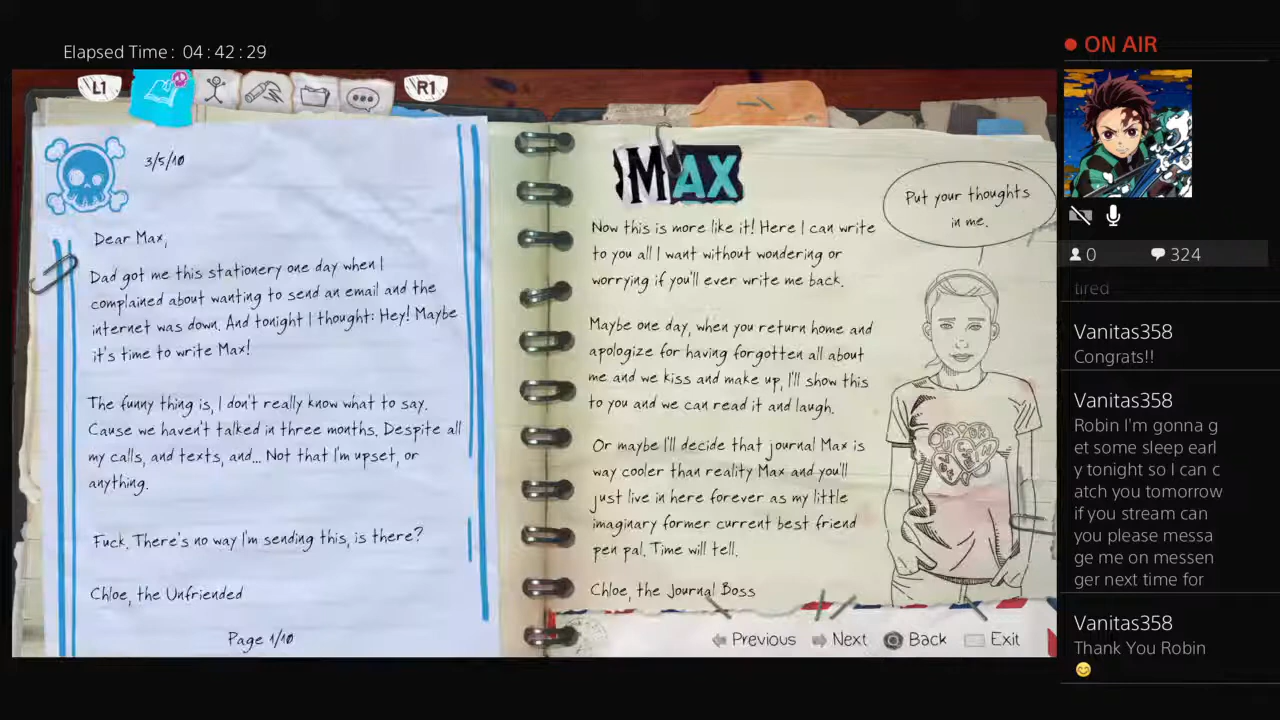 Elapsed Time: 04:42:29
ON AIR
L1
R1
3/5/10
Dear Max,
Dad got me this stationery one day when I
complained about wanting to send an email and the
internet was down. And tonight I thought: Hey! Maybe
it's time to write Max!
The funny thing is, I don't really know what to say.
Cause we haven't talked in three months. Despite all
my calls, and texts, and... Not that I'm upset, or
anything.
Fuck. There's no way I'm sending this, is there?
Chloe, the Unfriended
Page 1/10
MAX
Put your thoughts
in me.
Now this is more like it! Here I can write
to you all I want without wondering or
worrying if you'll ever write me back.
Maybe one day, when you return home and
apologize for having forgotten all about
me and we kiss and make up, I'll show this
to you and we can read it and laugh.
Or maybe I'll decide that journal Max is
way cooler than reality Max and you'll
just live in here forever as my little
imaginary former current best friend
pen pal. Time will tell.
Chloe, the Journal Boss
Previous
Next
Back
Exit
0
324
tired
Vanitas358
Congrats!!
Vanitas358
Robin I'm gonna g
et some sleep earl
y tonight so I can c
atch you tomorrow
if you stream can
you please messa
ge me on messen
ger next time for
Vanitas358
Thank You Robin
😊